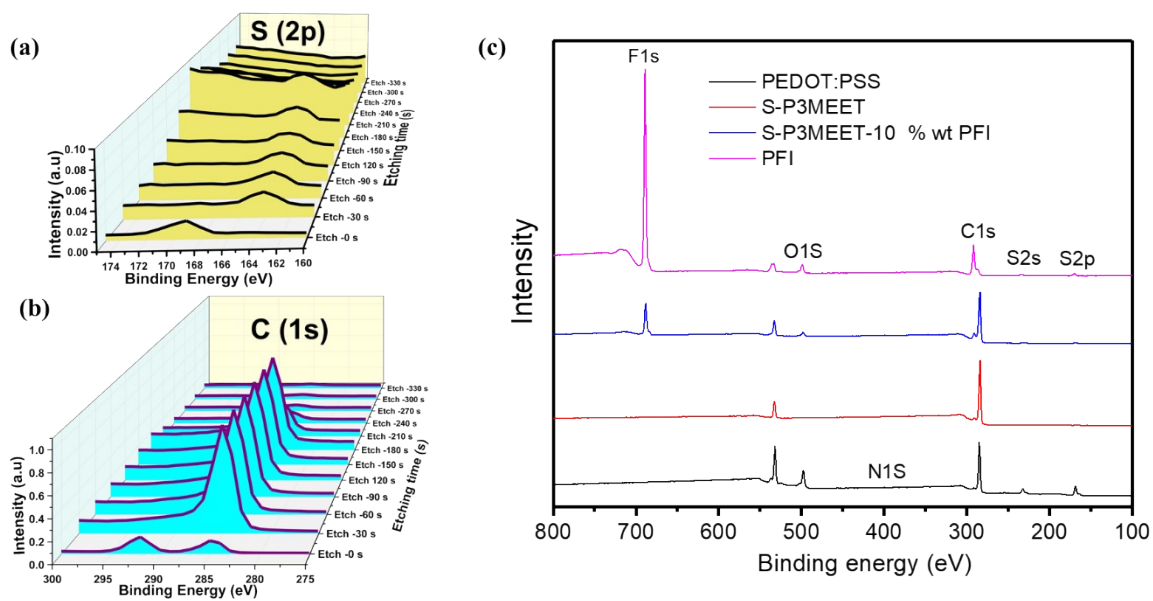 (a)
S (2p)
Intensity (a.u)
0.10
0.08
0.06
0.04
0.02
0.00
174 172 170 168 166 164 162 160
Binding Energy (eV)
Etch -330 s
Etch -300 s
Etch -270 s
Etch -240 s
Etch -210 s
Etch -180 s
Etch -150 s
Etch 120 s
Etch -90 s
Etch -60 s
Etch -30 s
Etch -0 s
Etching time (s)
(b)
C (1s)
Intensity (a.u)
1.0
0.8
0.6
0.4
0.2
0.0
300 295 290 285 280 275
Binding Energy (eV)
Etch -330 s
Etch -300 s
Etch -270 s
Etch -240 s
Etch -210 s
Etch -180 s
Etch -150 s
Etch 120 s
Etch -90 s
Etch -60 s
Etch -30 s
Etch -0 s
Etching time (s)
(c)
F1s
PEDOT:PSS
S-P3MEET
S-P3MEET-10 % wt PFI
PFI
O1S
C1s
S2s
S2p
N1S
Intensity
800 700 600 500 400 300 200 100
Binding energy (eV)